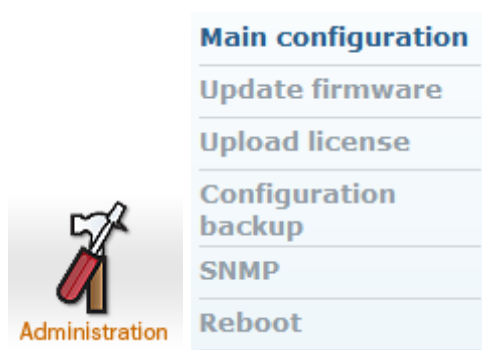 Main configuration
Update firmware
Upload license
Configuration
backup
SNMP
Reboot
Administration